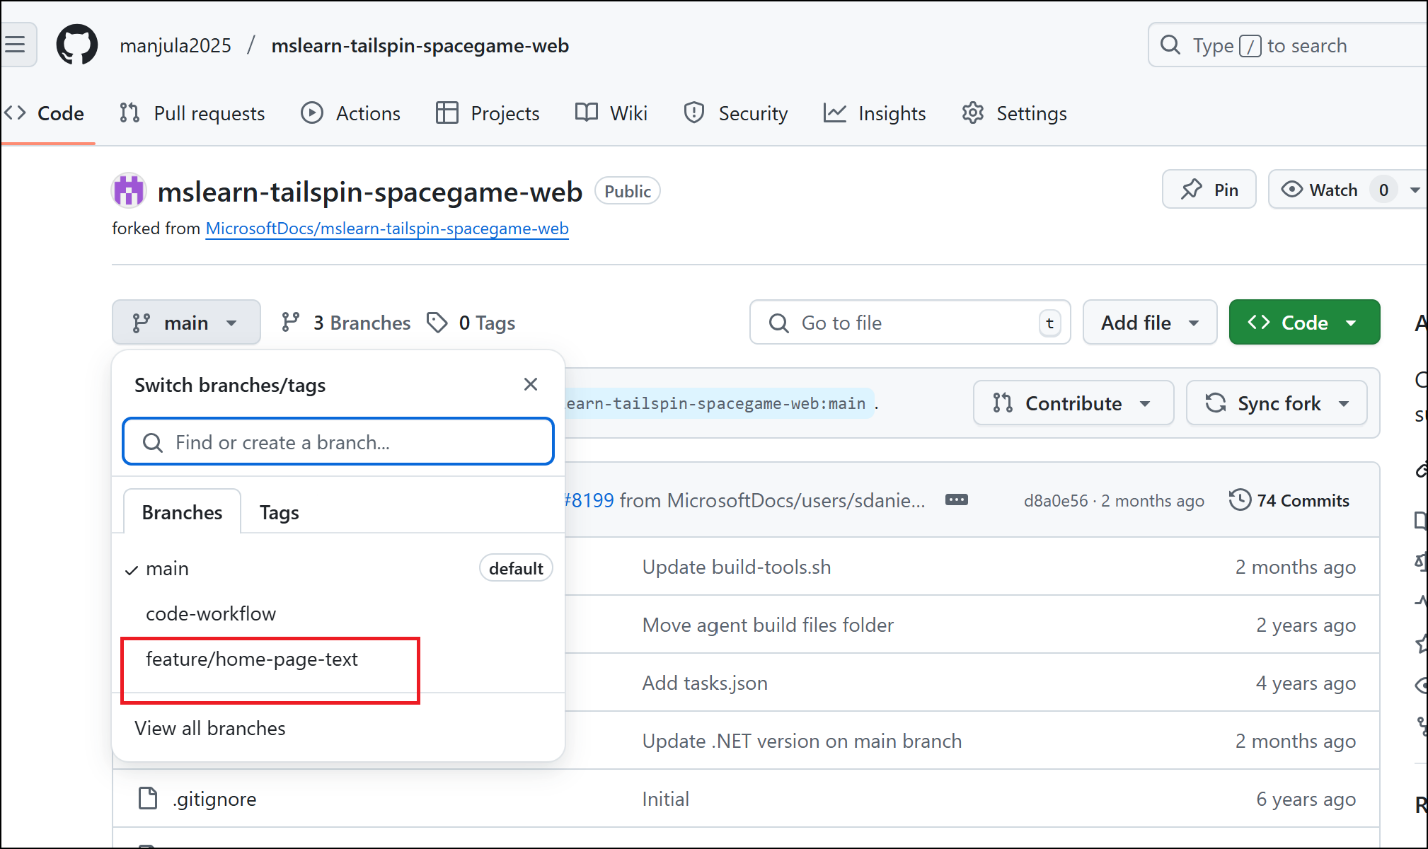 manjula2025 / mslearn-tailspin-spacegame-web
Type / to search
Code Pull requests Actions Projects Wiki Security Insights Settings
mslearn-tailspin-spacegame-web Public
Pin Watch 0
forked from MicrosoftDocs/mslearn-tailspin-spacegame-web
main 3 Branches 0 Tags
Go to file t
Add file
Code
Switch branches/tags
Find or create a branch...
Branches Tags
main default
code-workflow
feature/home-page-text
View all branches
earn-tailspin-spacegame-web:main .
Contribute Sync fork
#8199 from MicrosoftDocs/users/sdanie... d8a0e56 · 2 months ago 74 Commits
Update build-tools.sh 2 months ago
Move agent build files folder 2 years ago
Add tasks.json 4 years ago
Update .NET version on main branch 2 months ago
.gitignore Initial 6 years ago